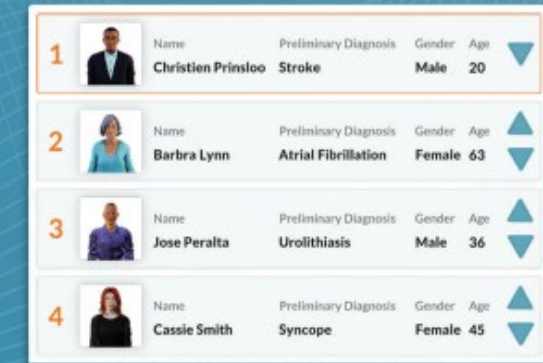 1
Name Preliminary Diagnosis Gender Age
Christien Prinsloo Stroke Male 20
2
Name Preliminary Diagnosis Gender Age
Barbra Lynn Atrial Fibrillation Female 63
3
Name Preliminary Diagnosis Gender Age
Jose Peralta Urolithiasis Male 36
4
Name Preliminary Diagnosis Gender Age
Cassie Smith Syncope Female 45